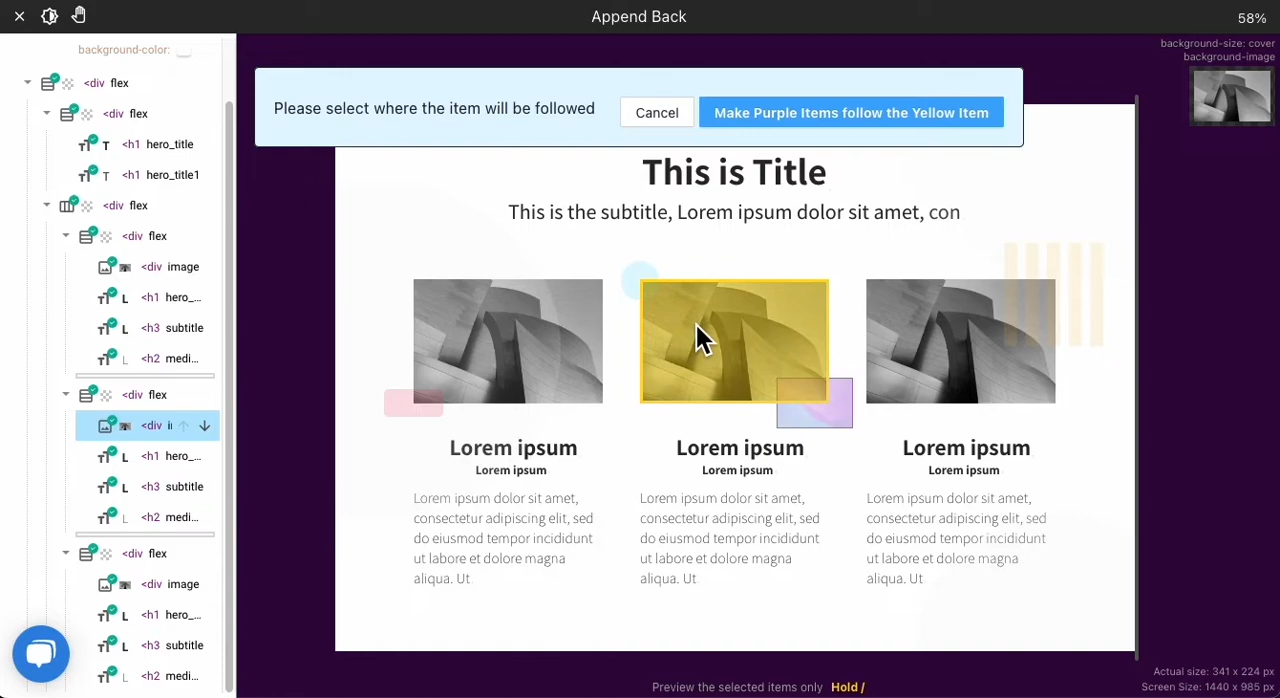 Append Back
58%
background-color:
<div flex
<div flex
T <h1 hero_title
T <h1 hero_title1
<div flex
<div flex
<div image
L <h1 hero_...
L <h3 subtitle
L <h2 medi...
<div flex
<div i
L <h1 hero_...
L <h3 subtitle
L <h2 medi...
<div flex
<div image
L <h1 hero_...
L <h3 subtitle
L <h2 medi...
Please select where the item will be followed
Cancel
Make Purple Items follow the Yellow Item
background-size: cover
background-image
This is Title
This is the subtitle, Lorem ipsum dolor sit amet, con
Lorem ipsum
Lorem ipsum
Lorem ipsum dolor sit amet,
consectetur adipiscing elit, sed
do eiusmod tempor incididunt
ut labore et dolore magna
aliqua. Ut
Lorem ipsum
Lorem ipsum
Lorem ipsum dolor sit amet,
consectetur adipiscing elit, sed
do eiusmod tempor incididunt
ut labore et dolore magna
aliqua. Ut
Lorem ipsum
Lorem ipsum
Lorem ipsum dolor sit amet,
consectetur adipiscing elit, sed
do eiusmod tempor incididunt
ut labore et dolore magna
aliqua. Ut
Preview the selected items only Hold /
Actual size: 341 x 224 px
Screen Size: 1440 x 985 px